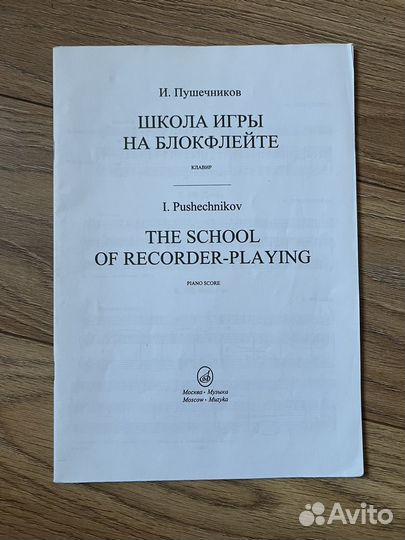 И. Пушечников
ШКОЛА ИГРЫ
НА БЛОКФЛЕЙТЕ
КЛАВИР
I. Pushechnikov
THE SCHOOL
OF RECORDER-PLAYING
PIANO SCORE
Москва • Музыка
Moscow • Muzyka
Avito